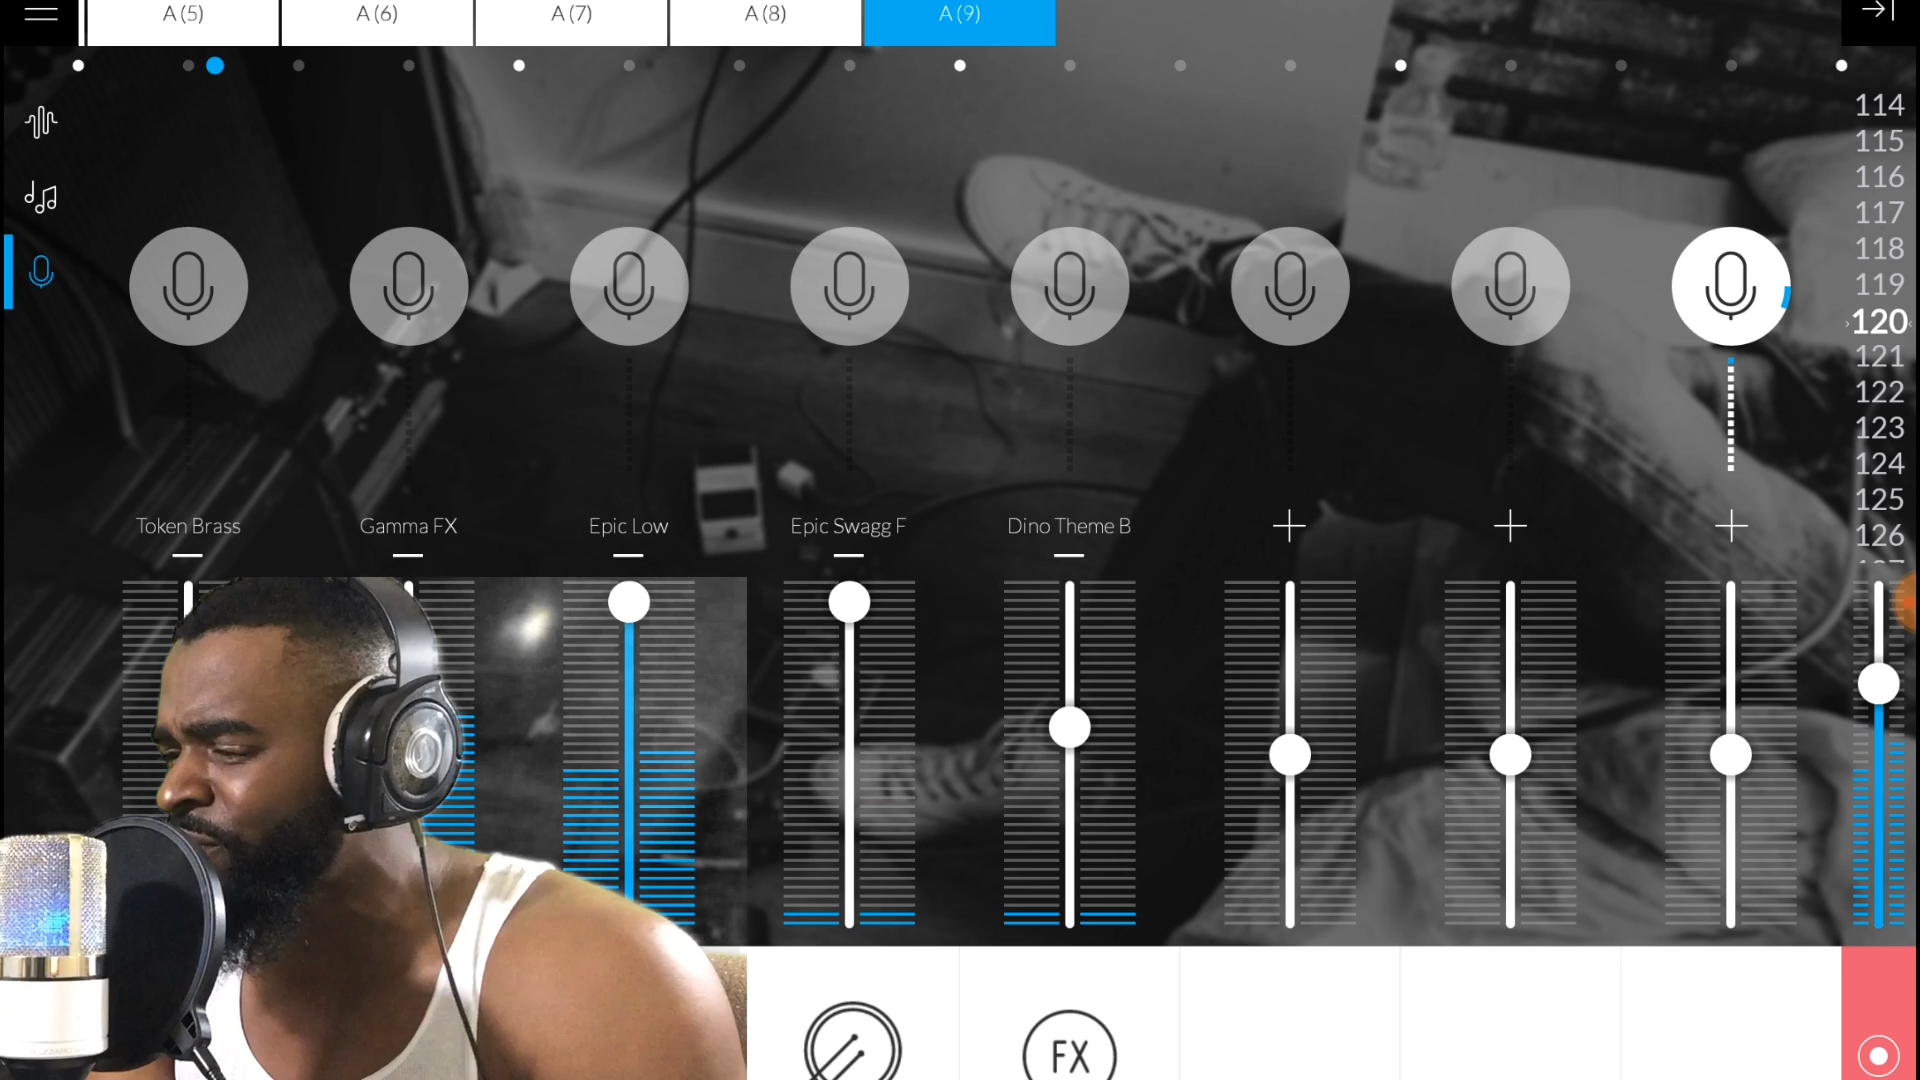 A (5)
A (6)
A (7)
A (8)
A (9)
114
115
116
117
118
119
120
121
122
123
124
125
126
Token Brass
Gamma FX
Epic Low
Epic Swagg F
Dino Theme B
FX